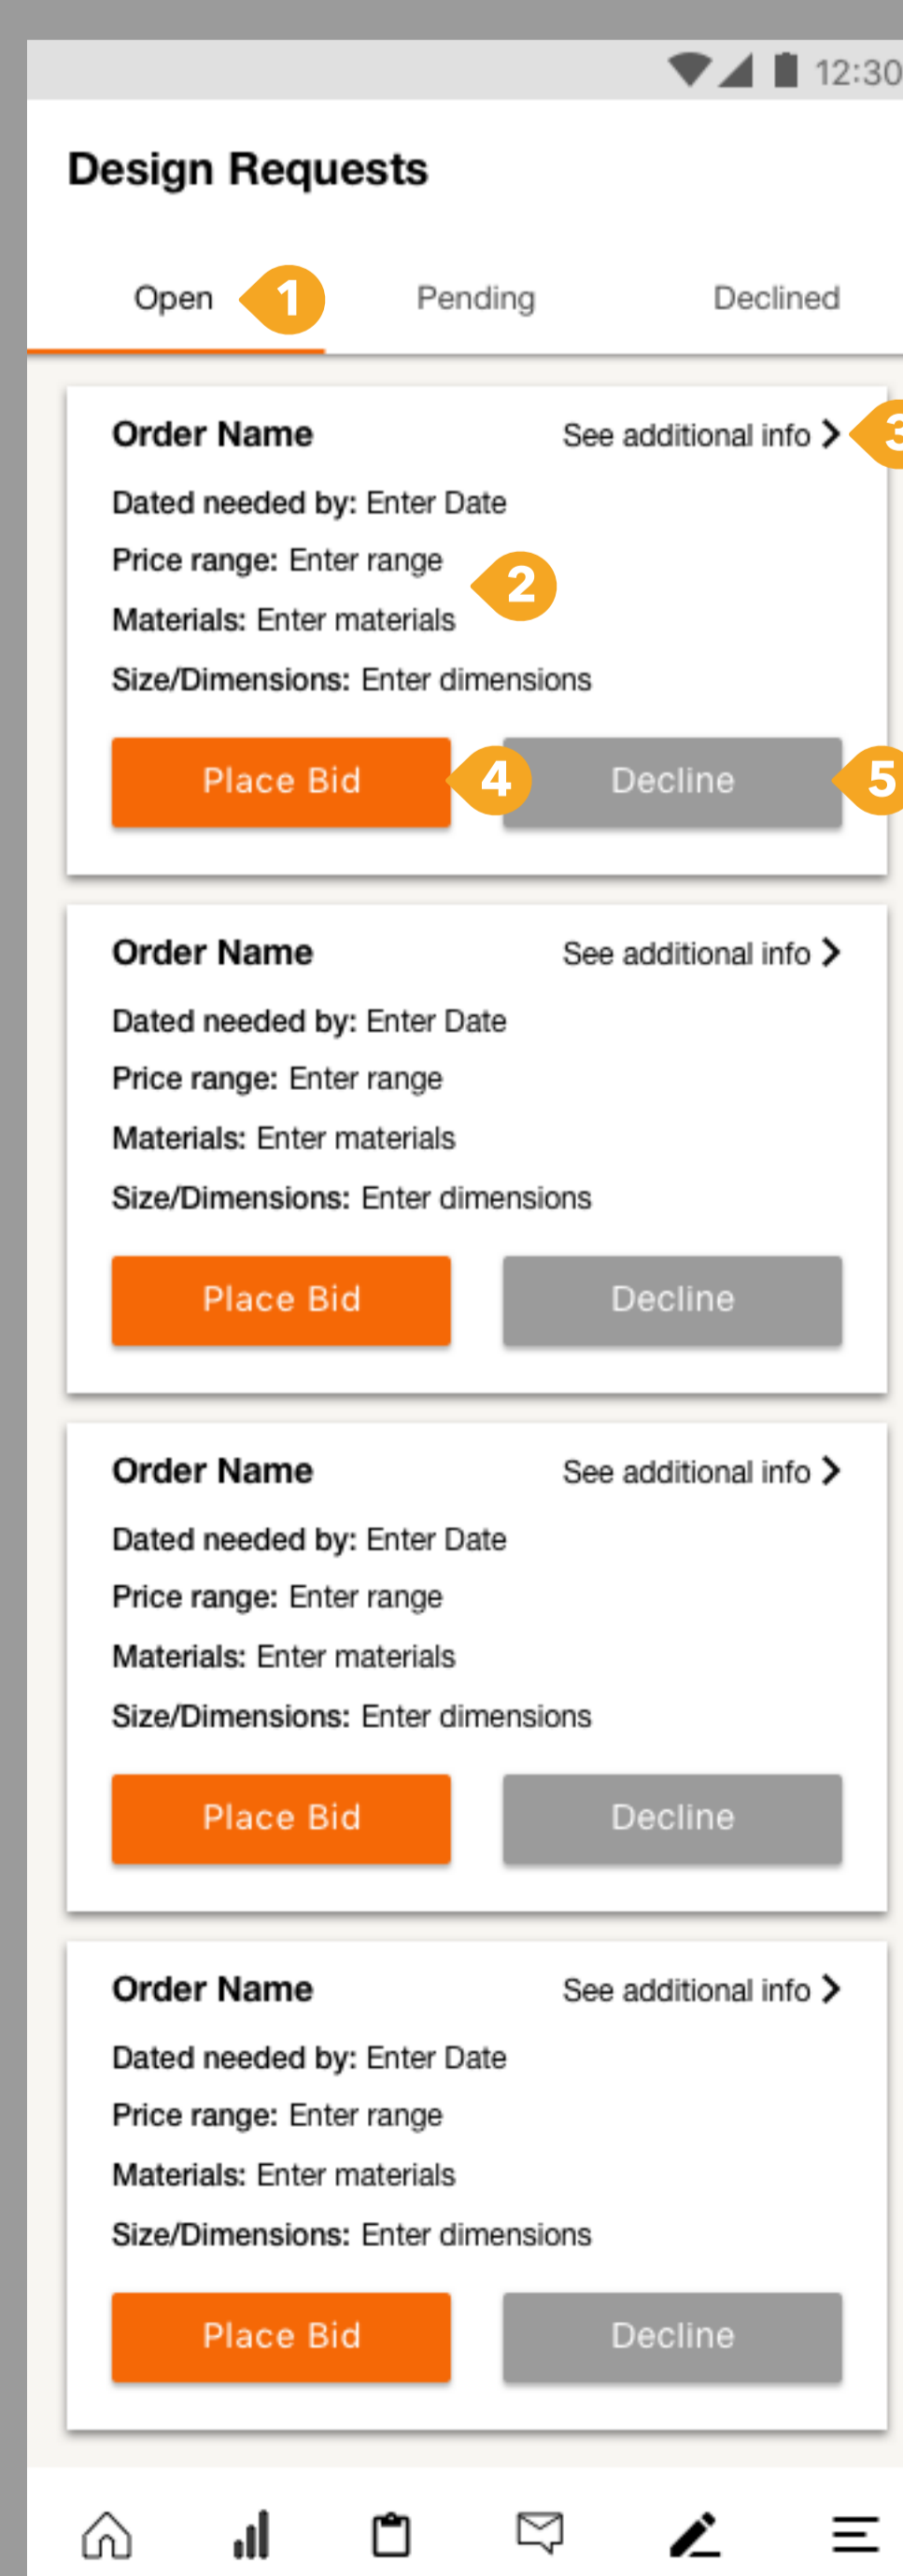 12:30
Design Requests
Open 1 Pending Declined
Order Name See additional info 3
Dated needed by: Enter Date
Price range: Enter range
2
Materials: Enter materials
Size/Dimensions: Enter dimensions
Place Bid 4 Decline 5
Order Name See additional info
Dated needed by: Enter Date
Price range: Enter range
Materials: Enter materials
Size/Dimensions: Enter dimensions
Place Bid Decline
Order Name See additional info
Dated needed by: Enter Date
Price range: Enter range
Materials: Enter materials
Size/Dimensions: Enter dimensions
Place Bid Decline
Order Name See additional info
Dated needed by: Enter Date
Price range: Enter range
Materials: Enter materials
Size/Dimensions: Enter dimensions
Place Bid Decline